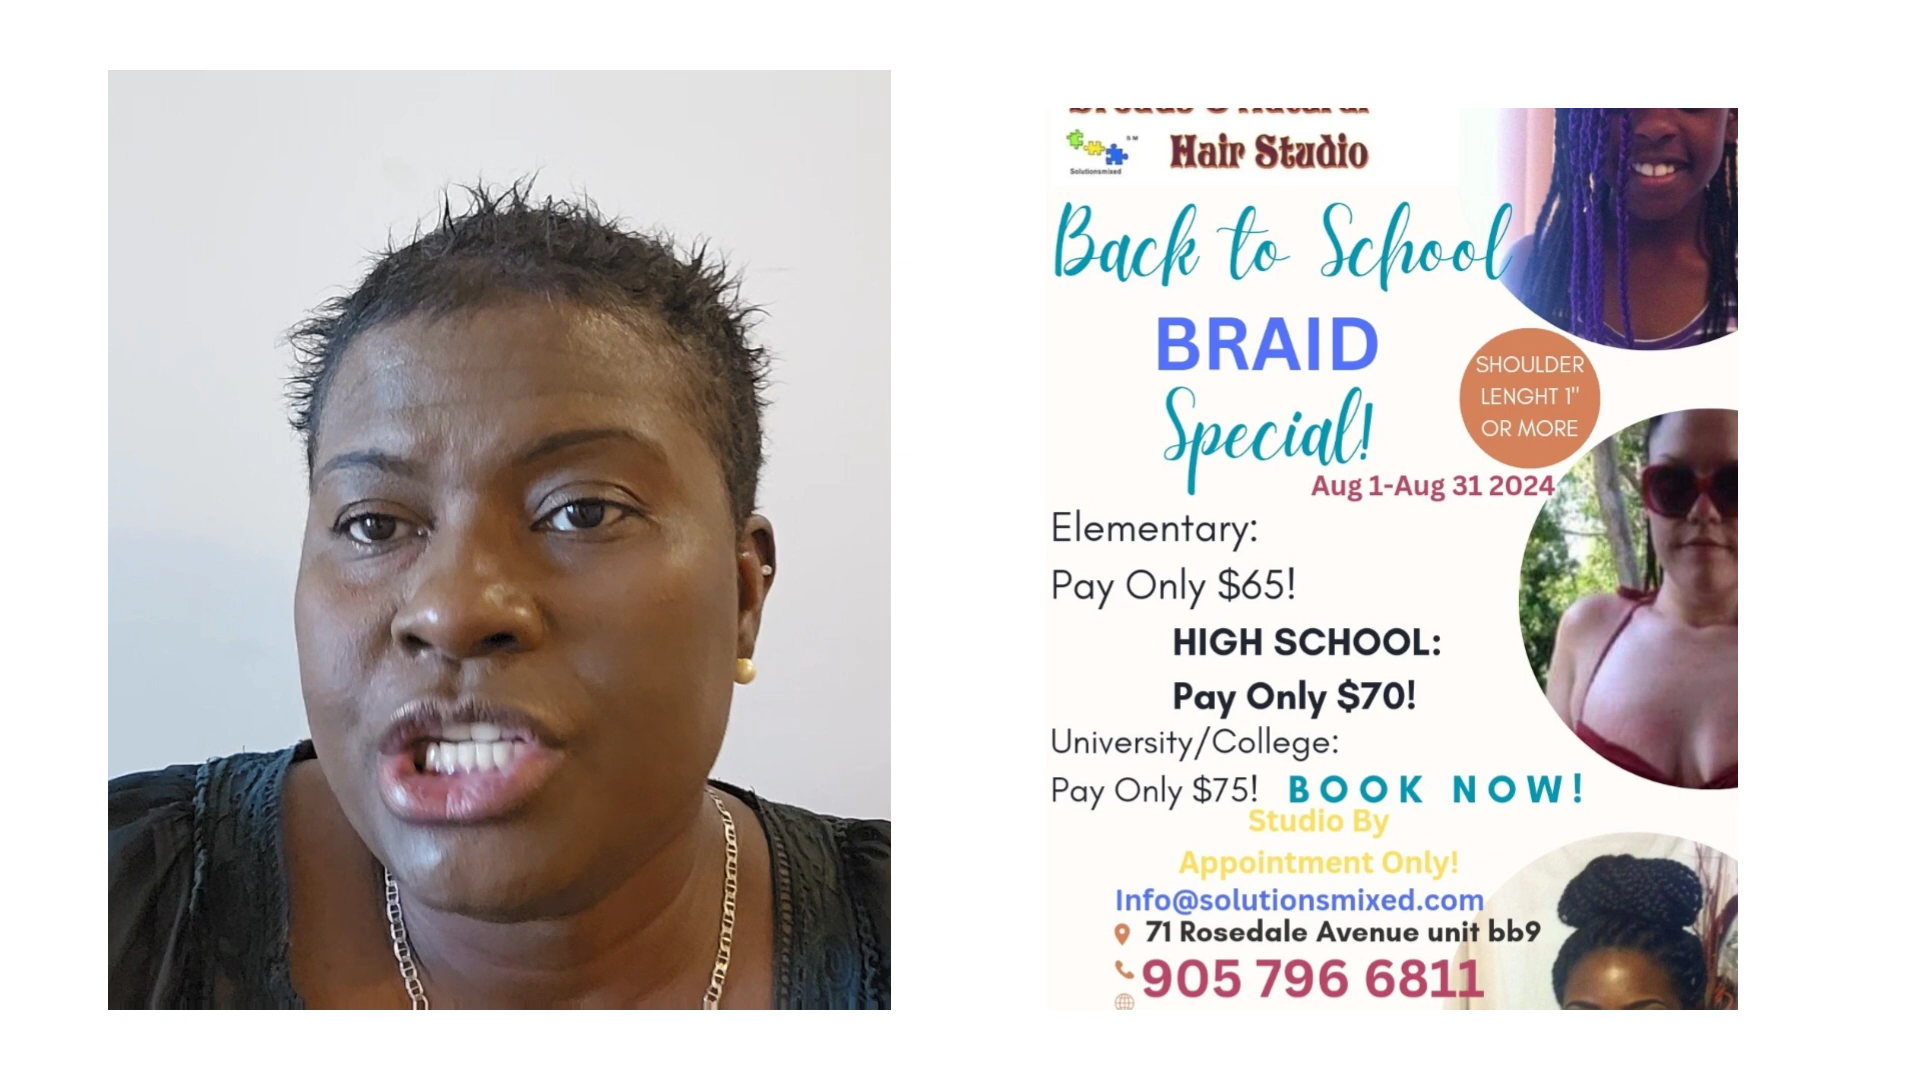 Hair Studio
SM
Solutionsmixed
Back to School
BRAID
Special!
SHOULDER
LENGHT 1"
OR MORE
Aug 1-Aug 31 2024
Elementary:
Pay Only $65!
HIGH SCHOOL:
Pay Only $70!
University/College:
Pay Only $75! BOOK NOW!
Studio By
Appointment Only!
Info@solutionsmixed.com
71 Rosedale Avenue unit bb9
905 796 6811